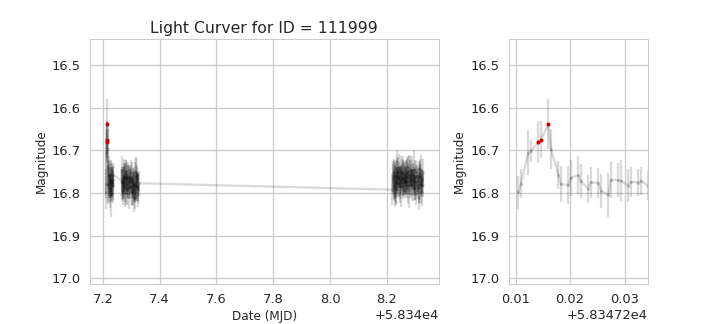 Light Curver for ID = 111999
Magnitude
16.5
16.6
16.7
16.8
16.9
17.0
7.2 7.4 7.6 7.8 8.0 8.2
Date (MJD)
+5.834e4
Magnitude
16.5
16.6
16.7
16.8
16.9
17.0
0.01 0.02 0.03
+5.83472e4